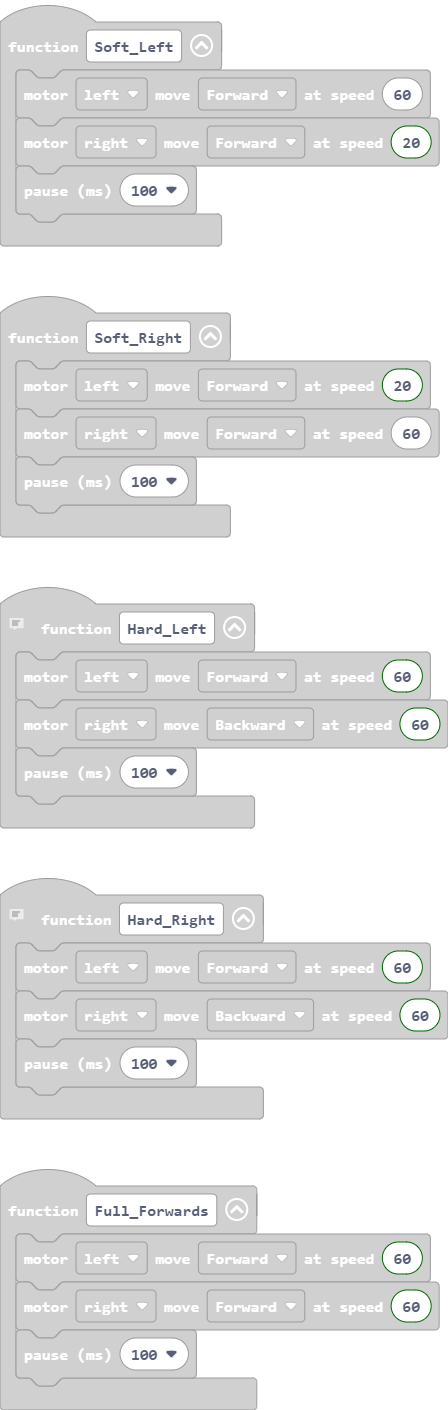 function Soft_Left
motor left move Forward at speed 60
motor right move Forward at speed 20
pause (ms) 100
function Soft_Right
motor left move Forward at speed 20
motor right move Forward at speed 60
pause (ms) 100
function Hard_Left
motor left move Forward at speed 60
motor right move Backward at speed 60
pause (ms) 100
function Hard_Right
motor left move Forward at speed 60
motor right move Backward at speed 60
pause (ms) 100
function Full_Forwards
motor left move Forward at speed 60
motor right move Forward at speed 60
pause (ms) 100